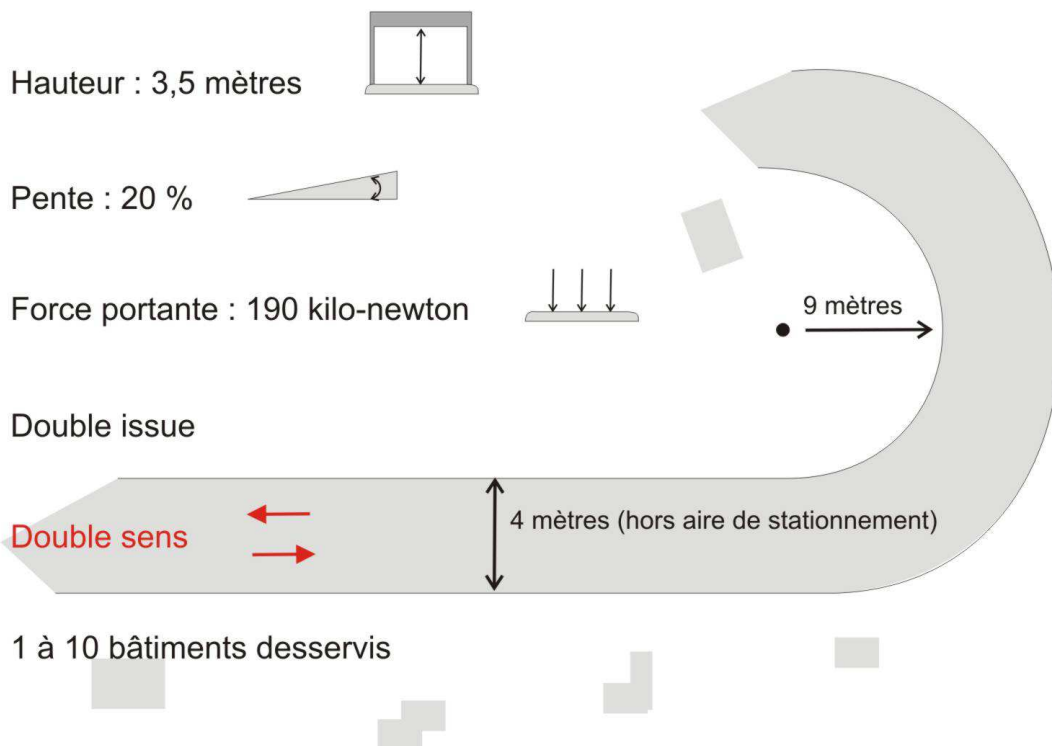 Hauteur : 3,5 mètres
Pente : 20 %
Force portante : 190 kilo-newton
9 mètres
Double issue
4 mètres (hors aire de stationnement)
Double sens
1 à 10 bâtiments desservis